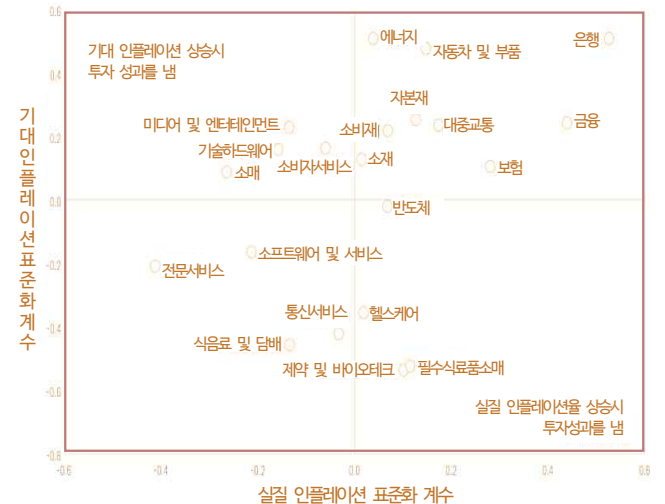 0.6
기대 인플레이션 상승시
투자 성과를 냄
에너지
자동차 및 부품
은행
0.4
자본재
미디어 및 엔터테인먼트
소비재
대중교통
금융
0.2
기술하드웨어
소비자서비스
소재
소매
보험
0.0
반도체
소프트웨어 및 서비스
전문서비스
-0.2
통신서비스
헬스케어
-0.4
식음료 및 담배
제약 및 바이오테크
필수식료품소매
-0.6
실질 인플레이션율 상승시
투자성과를 냄
-0.8
기대인플레이션표준화계수
-0.6 -0.4 -0.2 0.0 0.2 0.4 0.6
실질 인플레이션 표준화 계수